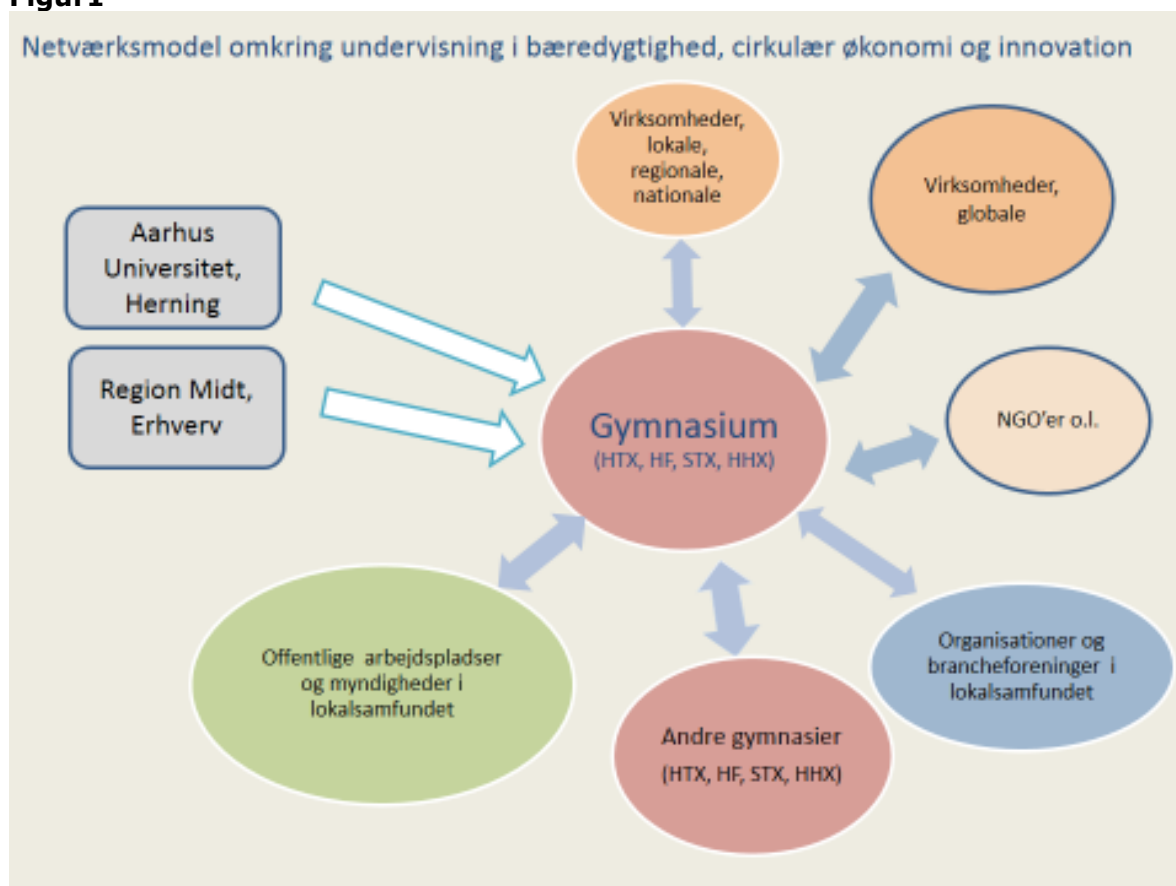 Figur1
Netværksmodel omkring undervisning i bæredygtighed, cirkulær økonomi og innovation
Virksomheder,
lokale,
regionale,
nationale
Virksomheder,
globale
Aarhus
Universitet,
Herning
Region Midt,
Erhverv
Gymnasium
(HTX, HF, STX, HHX)
NGO'er o.l.
Offentlige arbejdspladser
og myndigheder i
lokalsamfundet
Andre gymnasier
(HTX, HF, STX, HHX)
Organisationer og
brancheforeninger i
lokalsamfundet